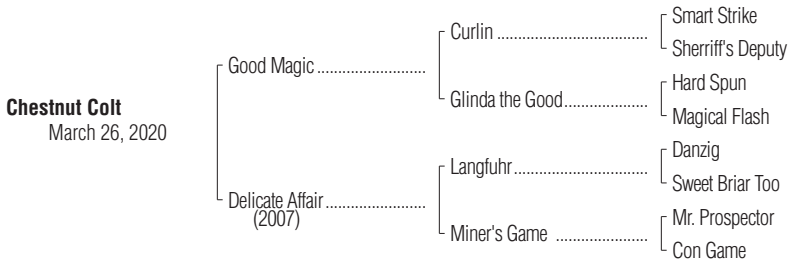 Chestnut Colt
March 26, 2020
Good Magic
Delicate Affair
(2007)
Curlin
Glinda the Good
Langfuhr
Miner's Game
Smart Strike
Sherriff's Deputy
Hard Spun
Magical Flash
Danzig
Sweet Briar Too
Mr. Prospector
Con Game